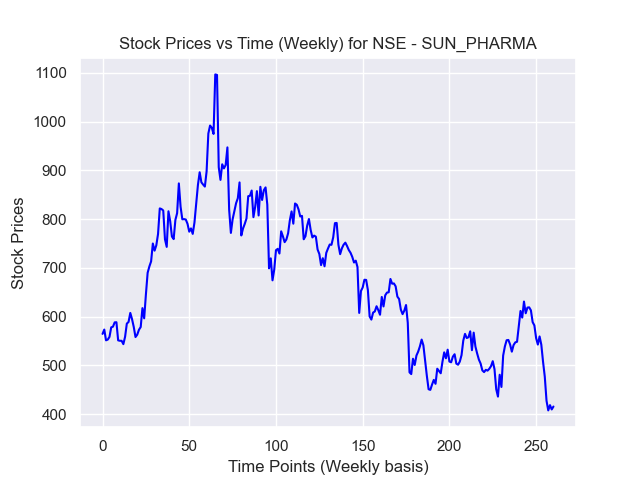 Stock Prices vs Time (Weekly) for NSE - SUN_PHARMA
Stock Prices
1100
1000
900
800
700
600
500
400
0 50 100 150 200 250
Time Points (Weekly basis)